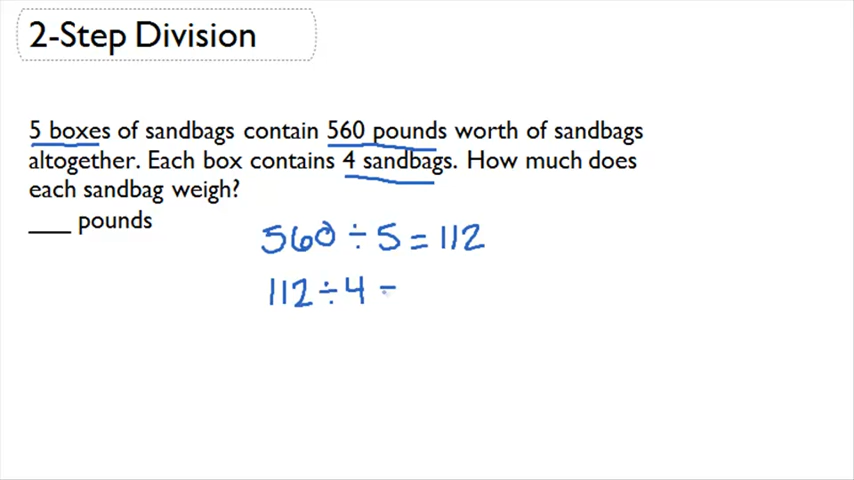 2-Step Division
5 boxes of sandbags contain 560 pounds worth of sandbags
altogether. Each box contains 4 sandbags. How much does
each sandbag weigh?
___ pounds
560 ÷ 5 = 112
112 ÷ 4 =